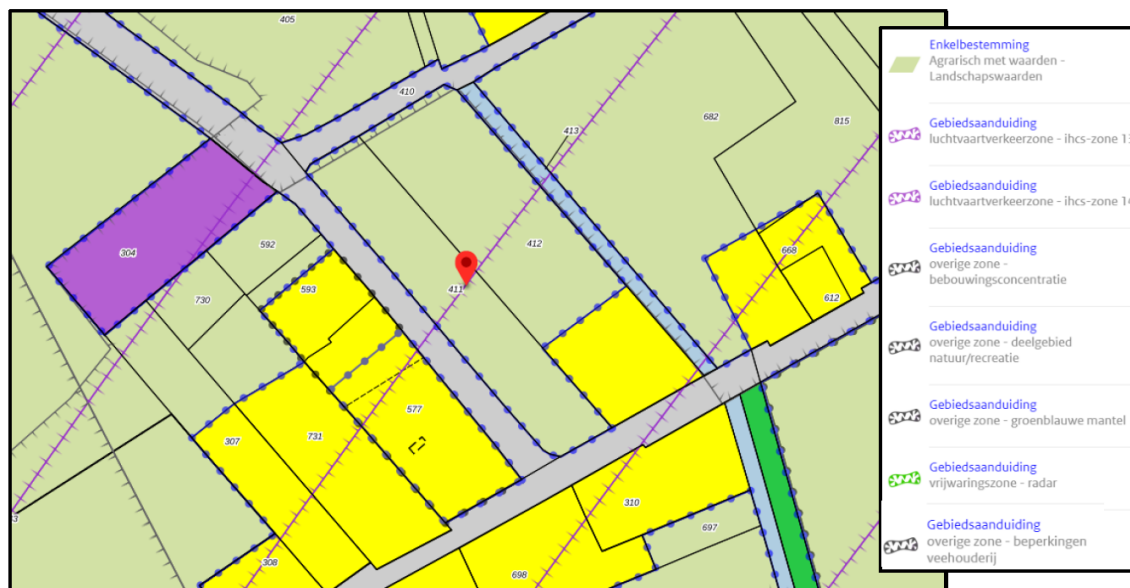 405
410
413
682
815
304
592
412
730
593
411
668
612
577
307
731
310
697
308
698
3
Enkelbestemming
Agrarisch met waarden -
Landschapswaarden
Gebiedsaanduiding
luchtvaartverkeerzone - ihcs-zone
Gebiedsaanduiding
luchtvaartverkeerzone - ihcs-zone
Gebiedsaanduiding
overige zone -
bebouwingsconcentratie
Gebiedsaanduiding
overige zone - deelgebied
natuur/recreatie
Gebiedsaanduiding
overige zone - groenblauwe mantel
Gebiedsaanduiding
vrijwaringszone - radar
Gebiedsaanduiding
overige zone - beperkingen
veehouderij